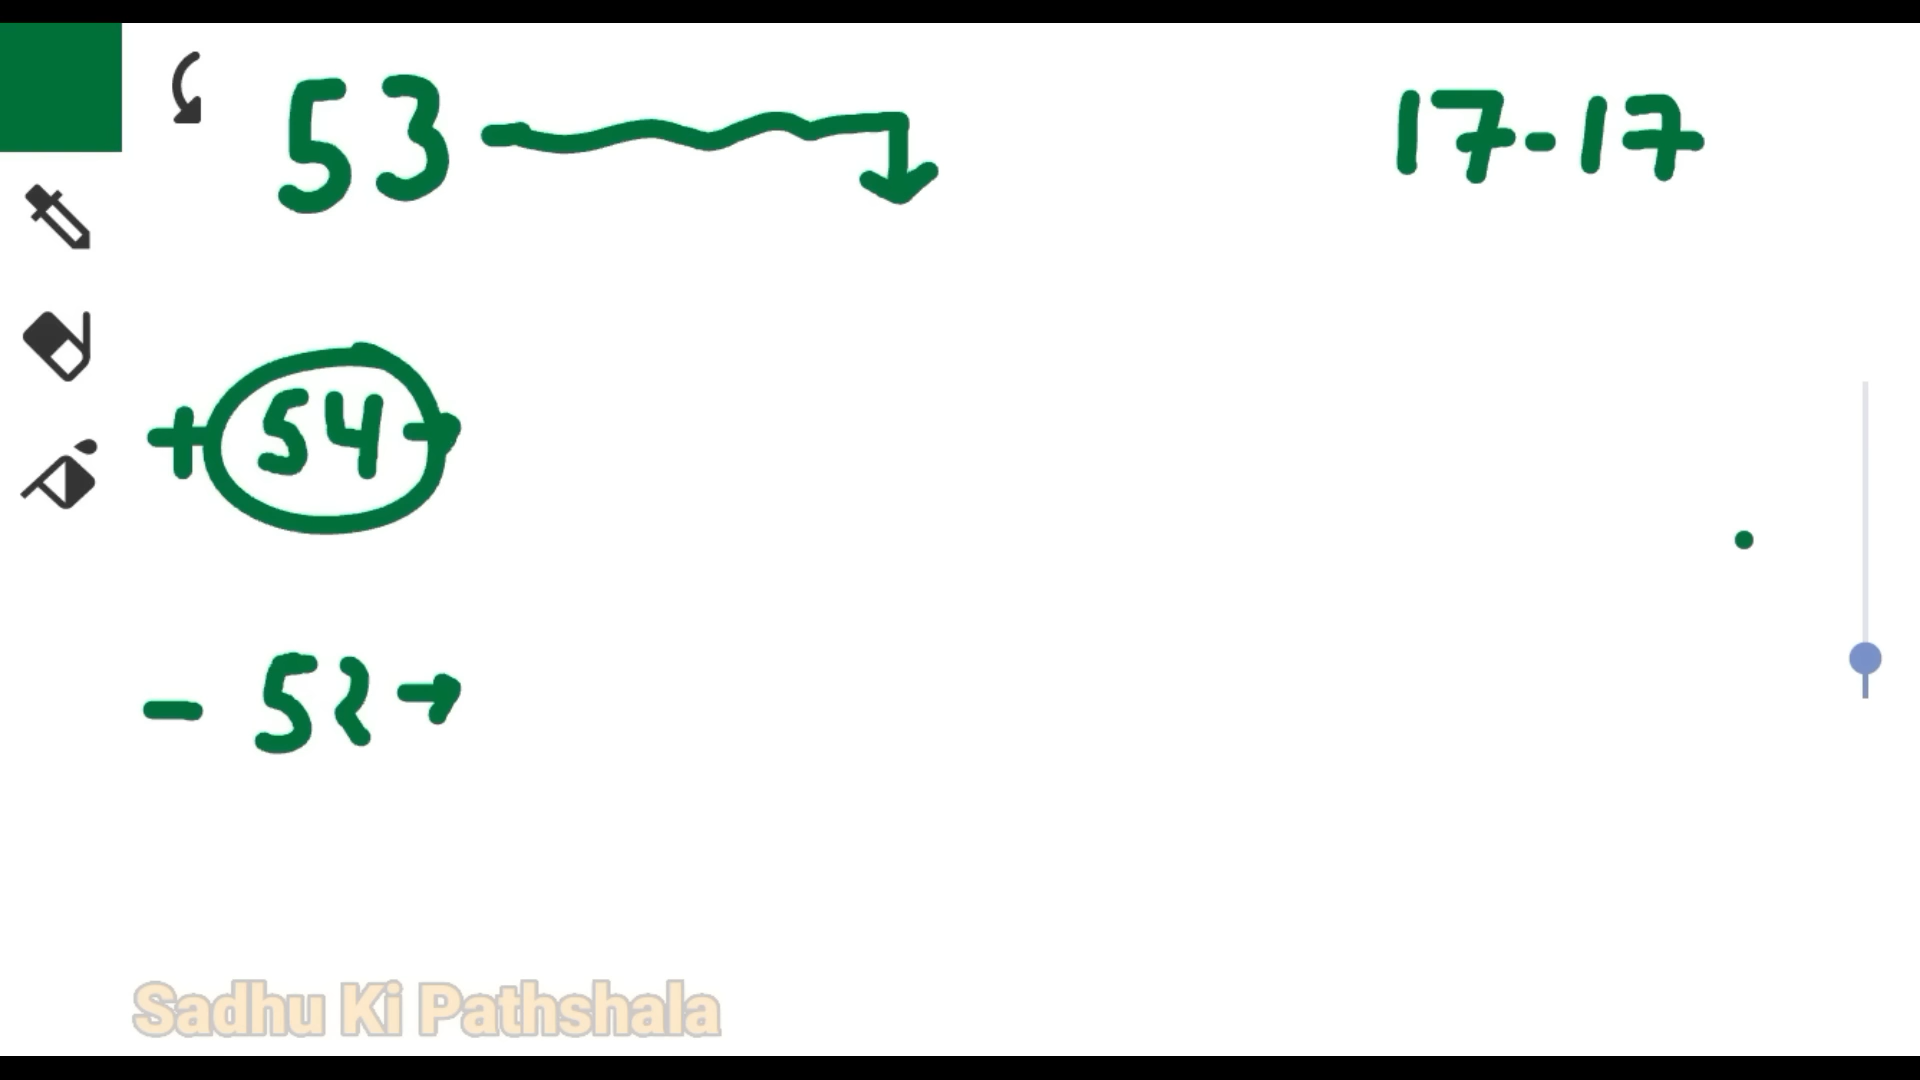 53 17-17
+ 54 →
- 52 →
Sadhu Ki Pathshala